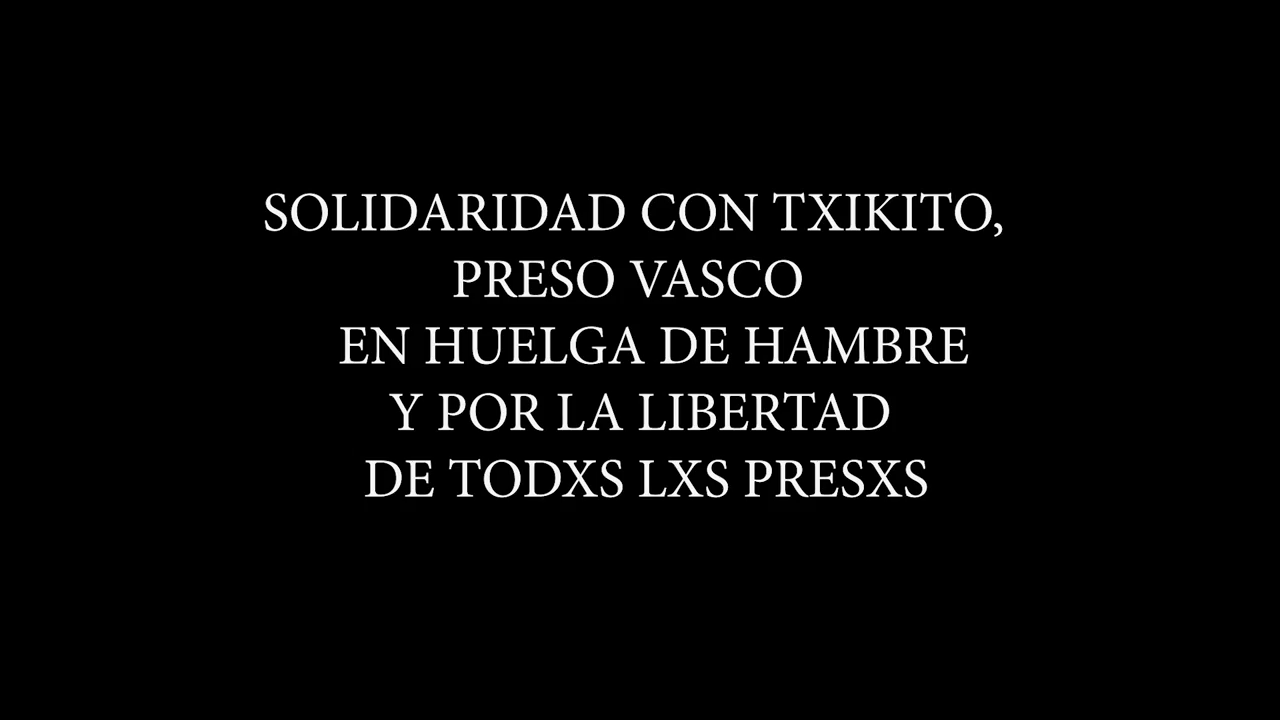 SOLIDARIDAD CON TXIKITO,
PRESO VASCO
EN HUELGA DE HAMBRE
Y POR LA LIBERTAD
DE TODXS LXS PRESXS